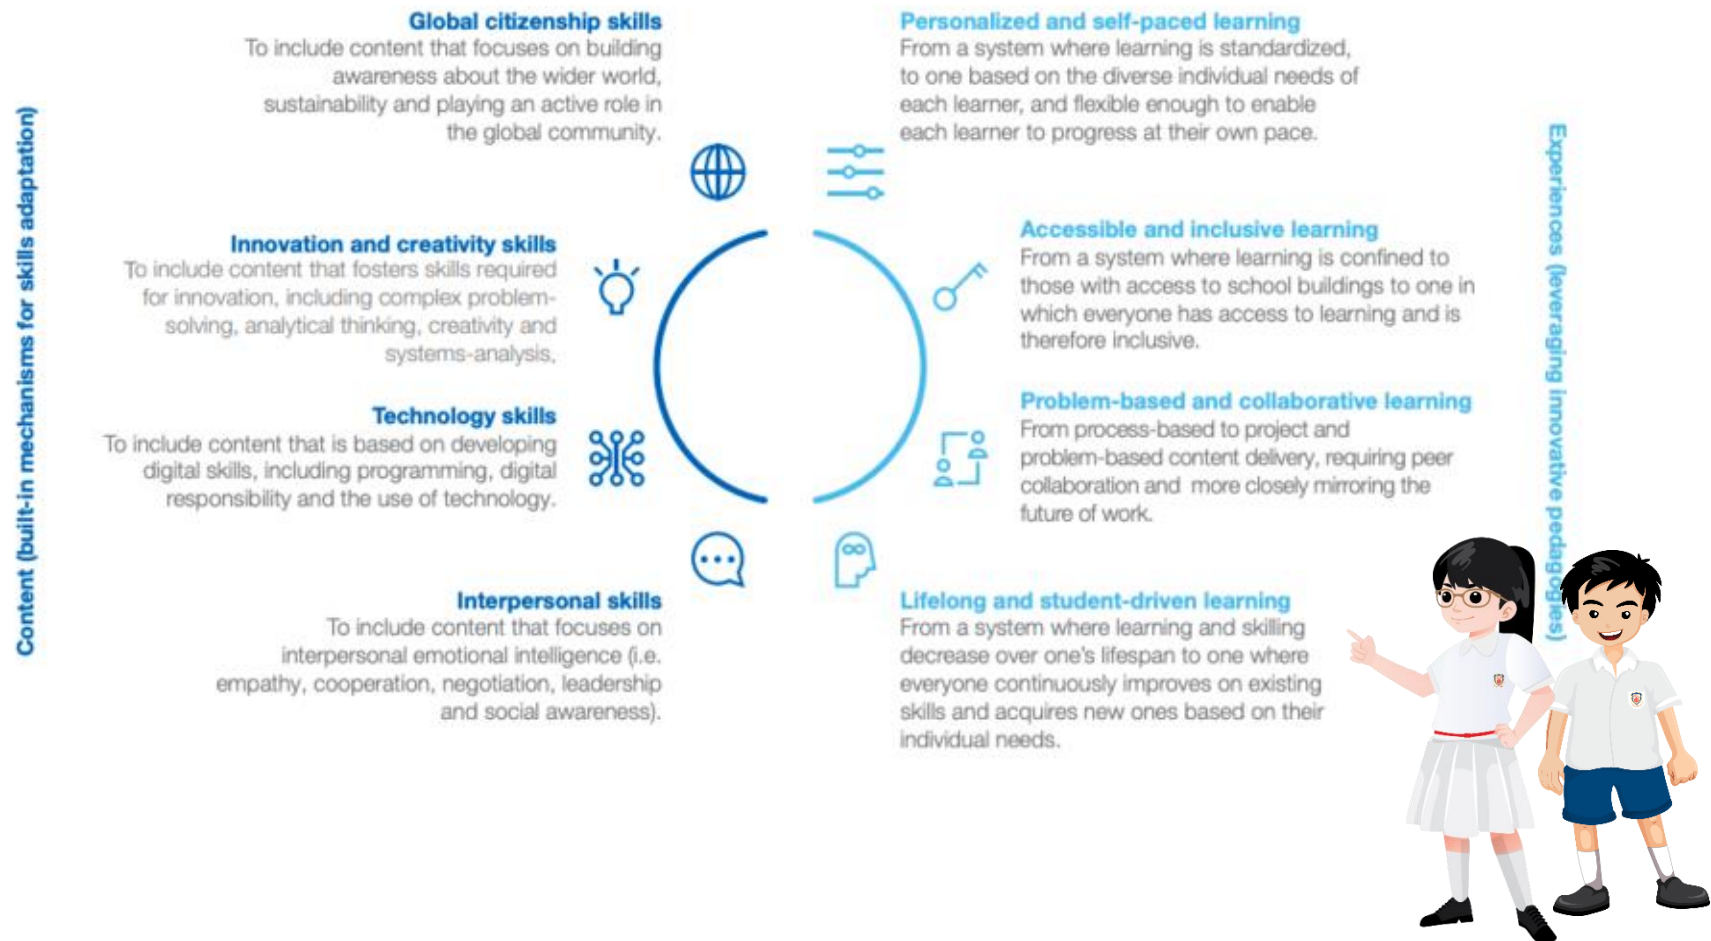 Content (built-in mechanisms for skills adaptation)
Global citizenship skills
To include content that focuses on building
awareness about the wider world,
sustainability and playing an active role in
the global community.
Innovation and creativity skills
To include content that fosters skills required
for innovation, including complex problem-
solving, analytical thinking, creativity and
systems-analysis,
Technology skills
To include content that is based on developing
digital skills, including programming, digital
responsibility and the use of technology.
Interpersonal skills
To include content that focuses on
interpersonal emotional intelligence (i.e.
empathy, cooperation, negotiation, leadership
and social awareness).
Personalized and self-paced learning
From a system where learning is standardized,
to one based on the diverse individual needs of
each learner, and flexible enough to enable
each learner to progress at their own pace.
Accessible and inclusive learning
From a system where learning is confined to
those with access to school buildings to one in
which everyone has access to learning and is
therefore inclusive.
Problem-based and collaborative learning
From process-based to project and
problem-based content delivery, requiring peer
collaboration and more closely mirroring the
future of work.
Lifelong and student-driven learning
From a system where learning and skilling
decrease over one's lifespan to one where
everyone continuously improves on existing
skills and acquires new ones based on their
individual needs.
Experiences (leveraging innovative pedagogies)